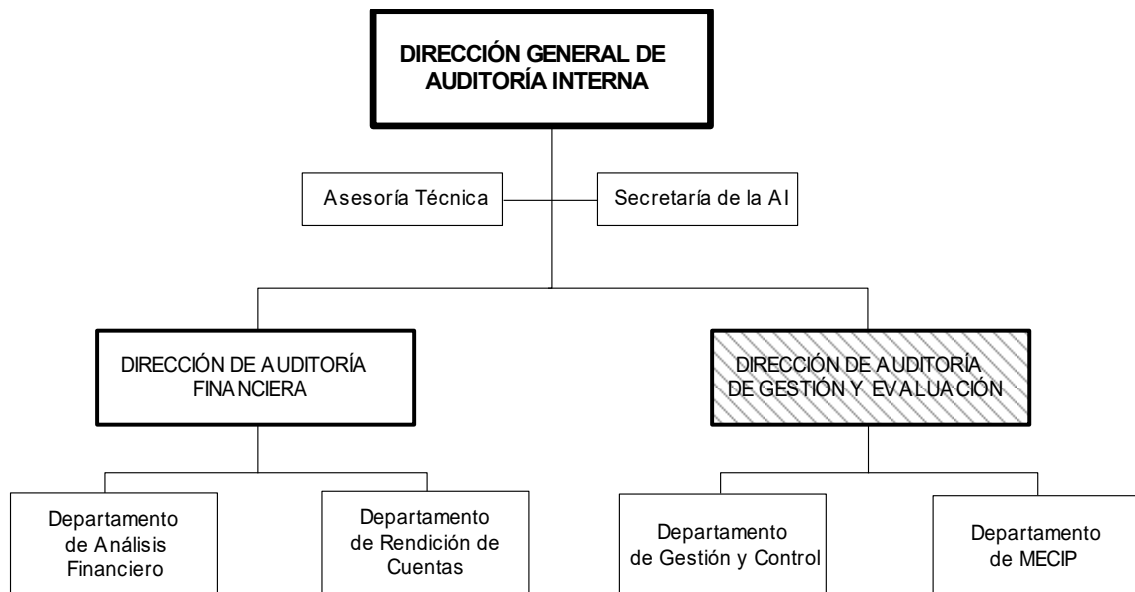 DIRECCIÓN GENERAL DE
AUDITORÍA INTERNA
Asesoría Técnica
Secretaría de la AI
DIRECCIÓN DE AUDITORÍA
FINANCIERA
DIRECCIÓN DE AUDITORÍA
DE GESTIÓN Y EVALUACIÓN
Departamento
de Análisis
Financiero
Departamento
de Rendición de
Cuentas
Departamento
de Gestión y Control
Departamento
de MECIP